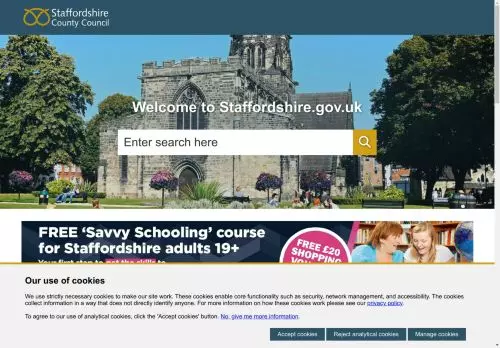 Staffordshire
County Council
Welcome to Staffordshire.gov.uk
Enter search here
FREE ‘Savvy Schooling’ course
for Staffordshire adults 19+
Your first step to get the skills to
FREE £20
SHOPPING
Our use of cookies
We use strictly necessary cookies to make our site work. These cookies enable core functionality such as security, network management, and accessibility. The cookies
collect information in a way that does not directly identify anyone. For more information on how these cookies work please see our privacy policy.
To agree to our use of analytical cookies, click the 'Accept cookies' button. No, give me more information.
Accept cookies
Reject analytical cookies
Manage cookies